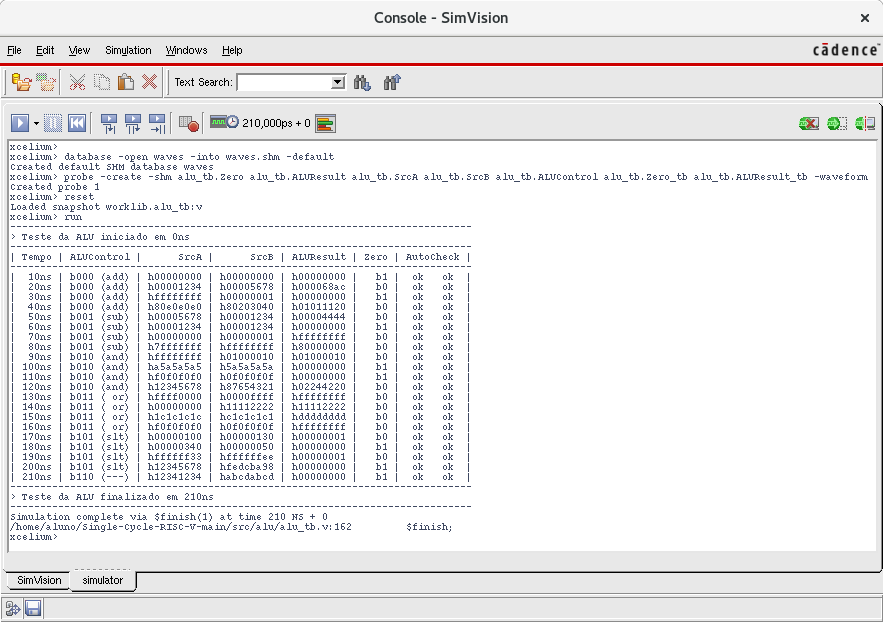 Console - SimVision
File Edit View Simulation Windows Help
cādence
Text Search:
210,000ps + 0
xcelium>
xcelium> database -open waves -into waves.shm -default
Created default SHM database waves
xcelium> probe -create -shm alu_tb.Zero alu_tb.ALUResult alu_tb.SrcA alu_tb.SrcB alu_tb.ALUControl alu_tb.Zero_tb alu_tb.ALUResult_tb -waveform
Created probe 1
xcelium> reset
Loaded snapshot worklib.alu_tb:v
xcelium> run
-----------------------------------------------------------------------------
> Teste da ALU iniciado em 0ns
-----------------------------------------------------------------------------
| Tempo | ALUControl | SrcA | SrcB | ALUResult | Zero | AutoCheck |
-----------------------------------------------------------------------------
| 10ns | b000 (add) | h00000000 | h00000000 | h00000000 | b1 | ok ok |
| 20ns | b000 (add) | h00001234 | h00005678 | h000068ac | b0 | ok ok |
| 30ns | b000 (add) | hffffffff | h00000001 | h00000000 | b1 | ok ok |
| 40ns | b000 (add) | h80e0e0e0 | h80203040 | h01011120 | b0 | ok ok |
| 50ns | b001 (sub) | h00005678 | h00001234 | h00004444 | b0 | ok ok |
| 60ns | b001 (sub) | h00001234 | h00001234 | h00000000 | b1 | ok ok |
| 70ns | b001 (sub) | h00000000 | h00000001 | hffffffff | b0 | ok ok |
| 80ns | b001 (sub) | h7fffffff | hffffffff | h80000000 | b0 | ok ok |
| 90ns | b010 (and) | hffffffff | h01000010 | h01000010 | b0 | ok ok |
| 100ns | b010 (and) | ha5a5a5a5 | h5a5a5a5a | h00000000 | b1 | ok ok |
| 110ns | b010 (and) | hf0f0f0f0 | h0f0f0f0f | h00000000 | b1 | ok ok |
| 120ns | b010 (and) | h12345678 | h87654321 | h02244220 | b0 | ok ok |
| 130ns | b011 ( or) | hffff0000 | h0000ffff | hffffffff | b0 | ok ok |
| 140ns | b011 ( or) | h00000000 | h11112222 | h11112222 | b0 | ok ok |
| 150ns | b011 ( or) | h1c1c1c1c | hc1c1c1c1 | hdddddddd | b0 | ok ok |
| 160ns | b011 ( or) | hf0f0f0f0 | h0f0f0f0f | hffffffff | b0 | ok ok |
| 170ns | b101 (slt) | h00000100 | h00000130 | h00000001 | b0 | ok ok |
| 180ns | b101 (slt) | h00000340 | h00000050 | h00000000 | b1 | ok ok |
| 190ns | b101 (slt) | hffffff33 | hffffffee | h00000001 | b0 | ok ok |
| 200ns | b101 (slt) | h12345678 | hfedcba98 | h00000000 | b1 | ok ok |
| 210ns | b110 (---) | h12341234 | habcdabcd | h00000000 | b1 | ok ok |
-----------------------------------------------------------------------------
> Teste da ALU finalizado em 210ns
-----------------------------------------------------------------------------
Simulation complete via $finish(1) at time 210 NS + 0
/home/aluno/Single-Cycle-RISC-V-main/src/alu/alu_tb.v:162 $finish;
xcelium>
SimVision simulator